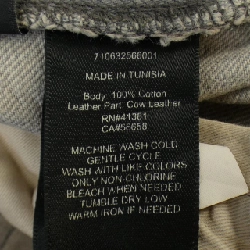 710632566001
MADE IN TUNISIA
Body: 100% Cotton
Leather Part: Cow Leather
RN#41381
CA#56658
MACHINE WASH COLD
GENTLE CYCLE
WASH WITH LIKE COLORS
ONLY NON-CHLORINE
BLEACH WHEN NEEDED
TUMBLE DRY LOW
WARM IRON IF NEEDED